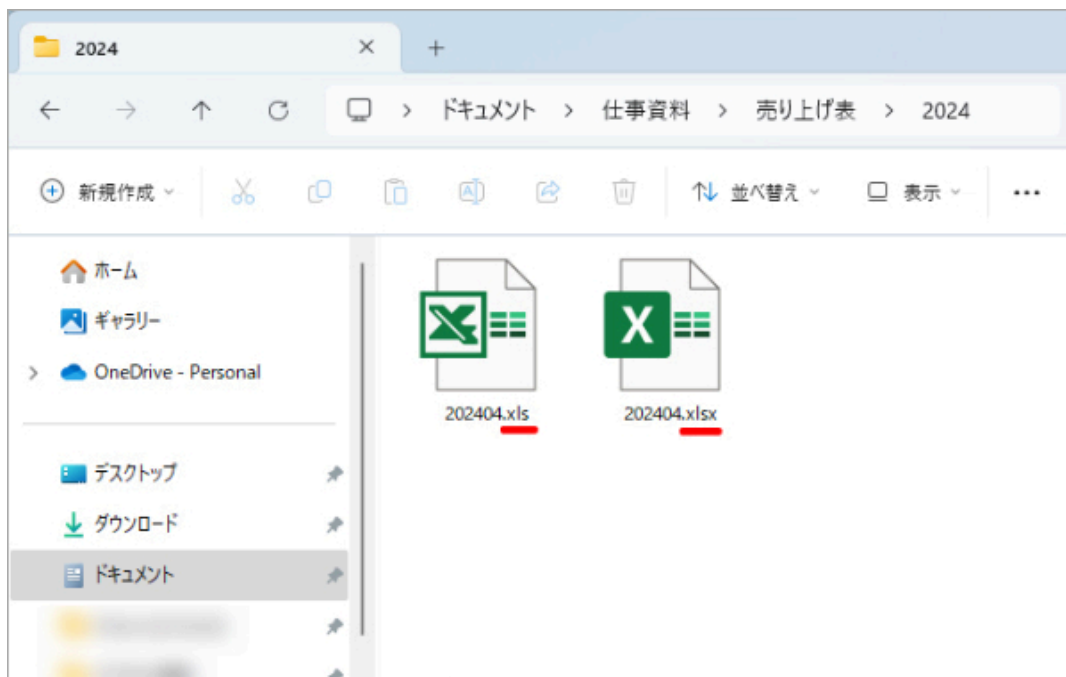 2024
ドキュメント > 仕事資料 > 売り上げ表 > 2024
新規作成 並べ替え 表示
ホーム
ギャラリー
OneDrive - Personal
デスクトップ
ダウンロード
ドキュメント
202404.xls
202404.xlsx